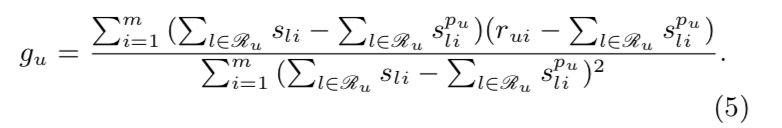 g_u = \frac{\sum_{i=1}^{m} (\sum_{l \in \mathscr{R}_u} s_{li} - \sum_{l \in \mathscr{R}_u} s_{li}^{p_u})(r_{ui} - \sum_{l \in \mathscr{R}_u} s_{li}^{p_u})}{\sum_{i=1}^{m} (\sum_{l \in \mathscr{R}_u} s_{li} - \sum_{l \in \mathscr{R}_u} s_{li}^{p_u})^2}.
(5)